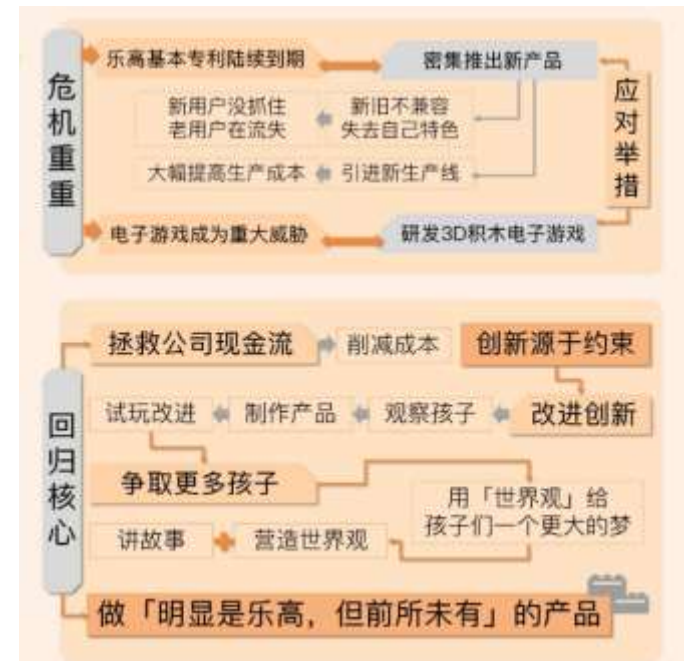 危机重重
乐高基本专利陆续到期
密集推出新产品
应对举措
新用户没抓住
老用户在流失
新旧不兼容
失去自己特色
大幅提高生产成本
引进新生产线
电子游戏成为重大威胁
研发3D积木电子游戏
回归核心
拯救公司现金流
削减成本
创新源于约束
试玩改进
制作产品
观察孩子
改进创新
争取更多孩子
用「世界观」给
孩子们一个更大的梦
讲故事
营造世界观
做「明显是乐高，但前所未有」的产品